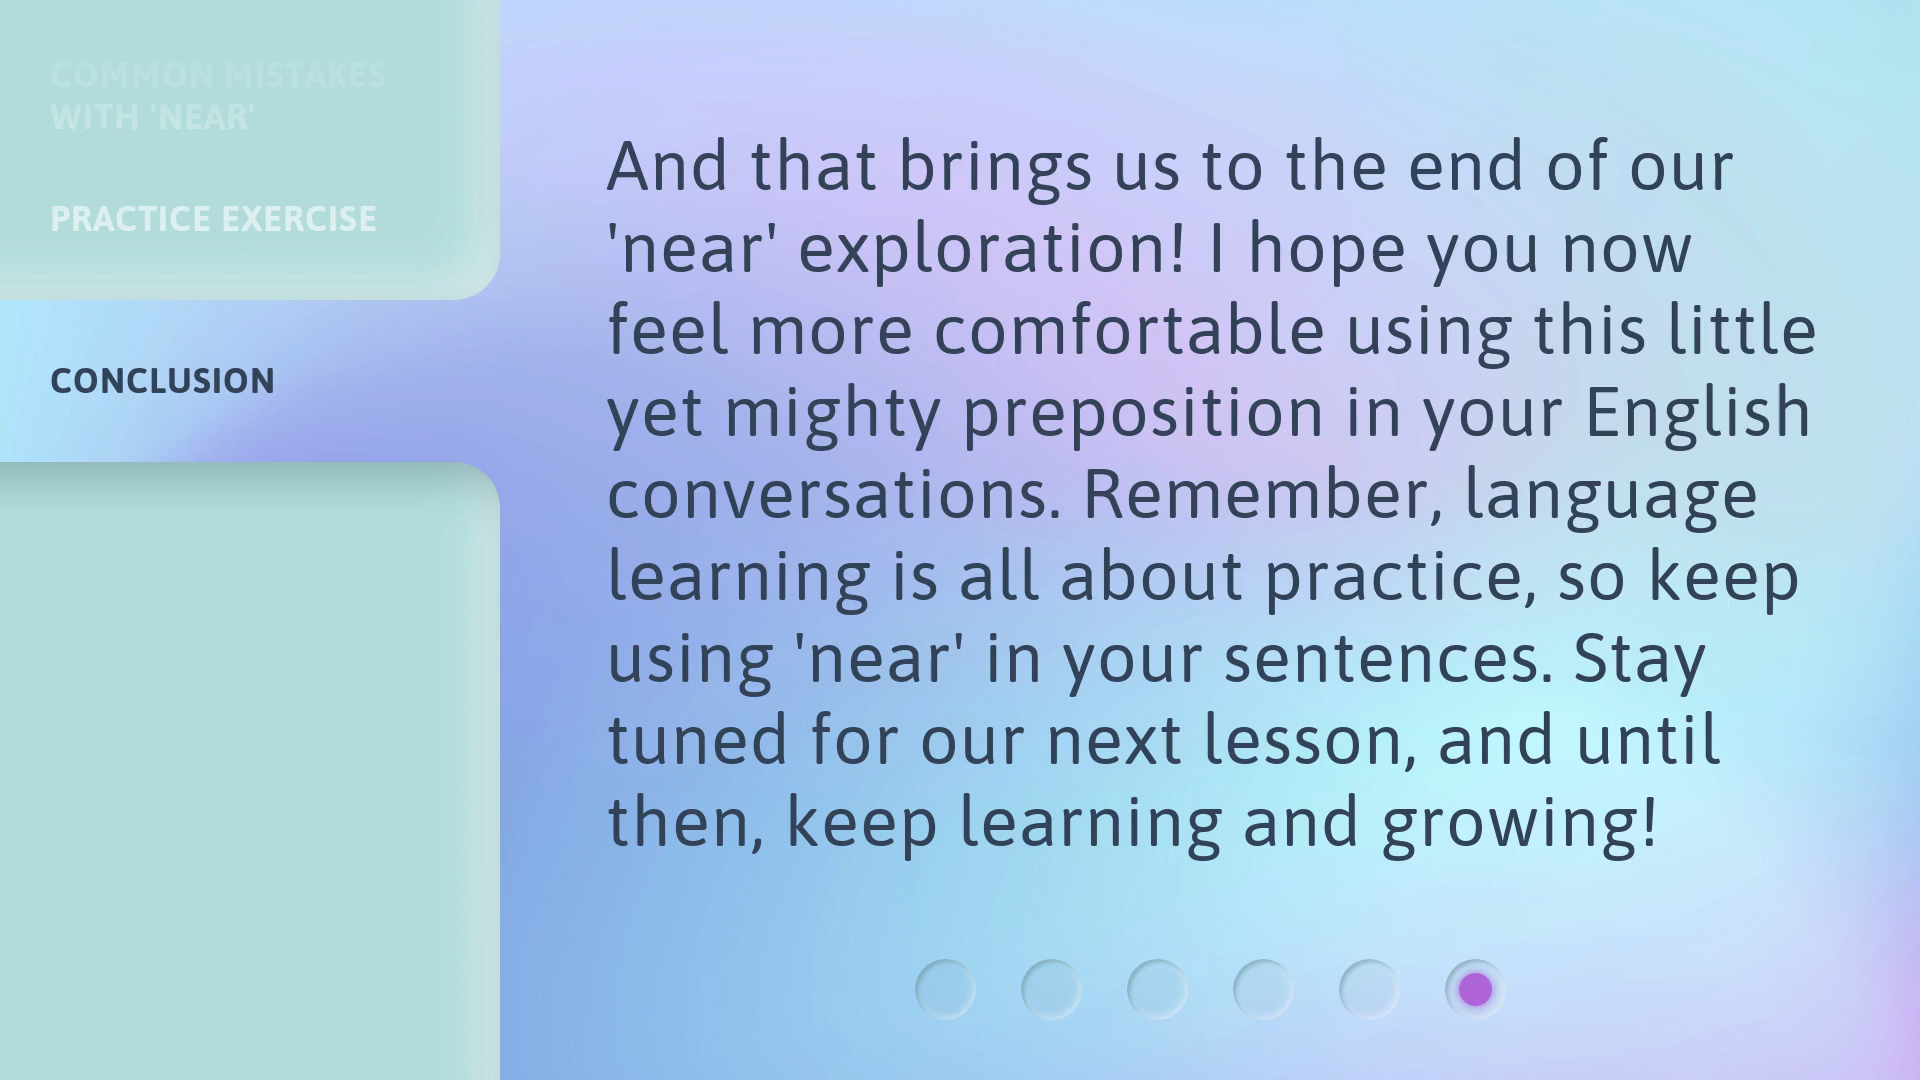 COMMON MISTAKES
WITH 'NEAR'
PRACTICE EXERCISE
CONCLUSION
And that brings us to the end of our
'near' exploration! I hope you now
feel more comfortable using this little
yet mighty preposition in your English
conversations. Remember, language
learning is all about practice, so keep
using 'near' in your sentences. Stay
tuned for our next lesson, and until
then, keep learning and growing!